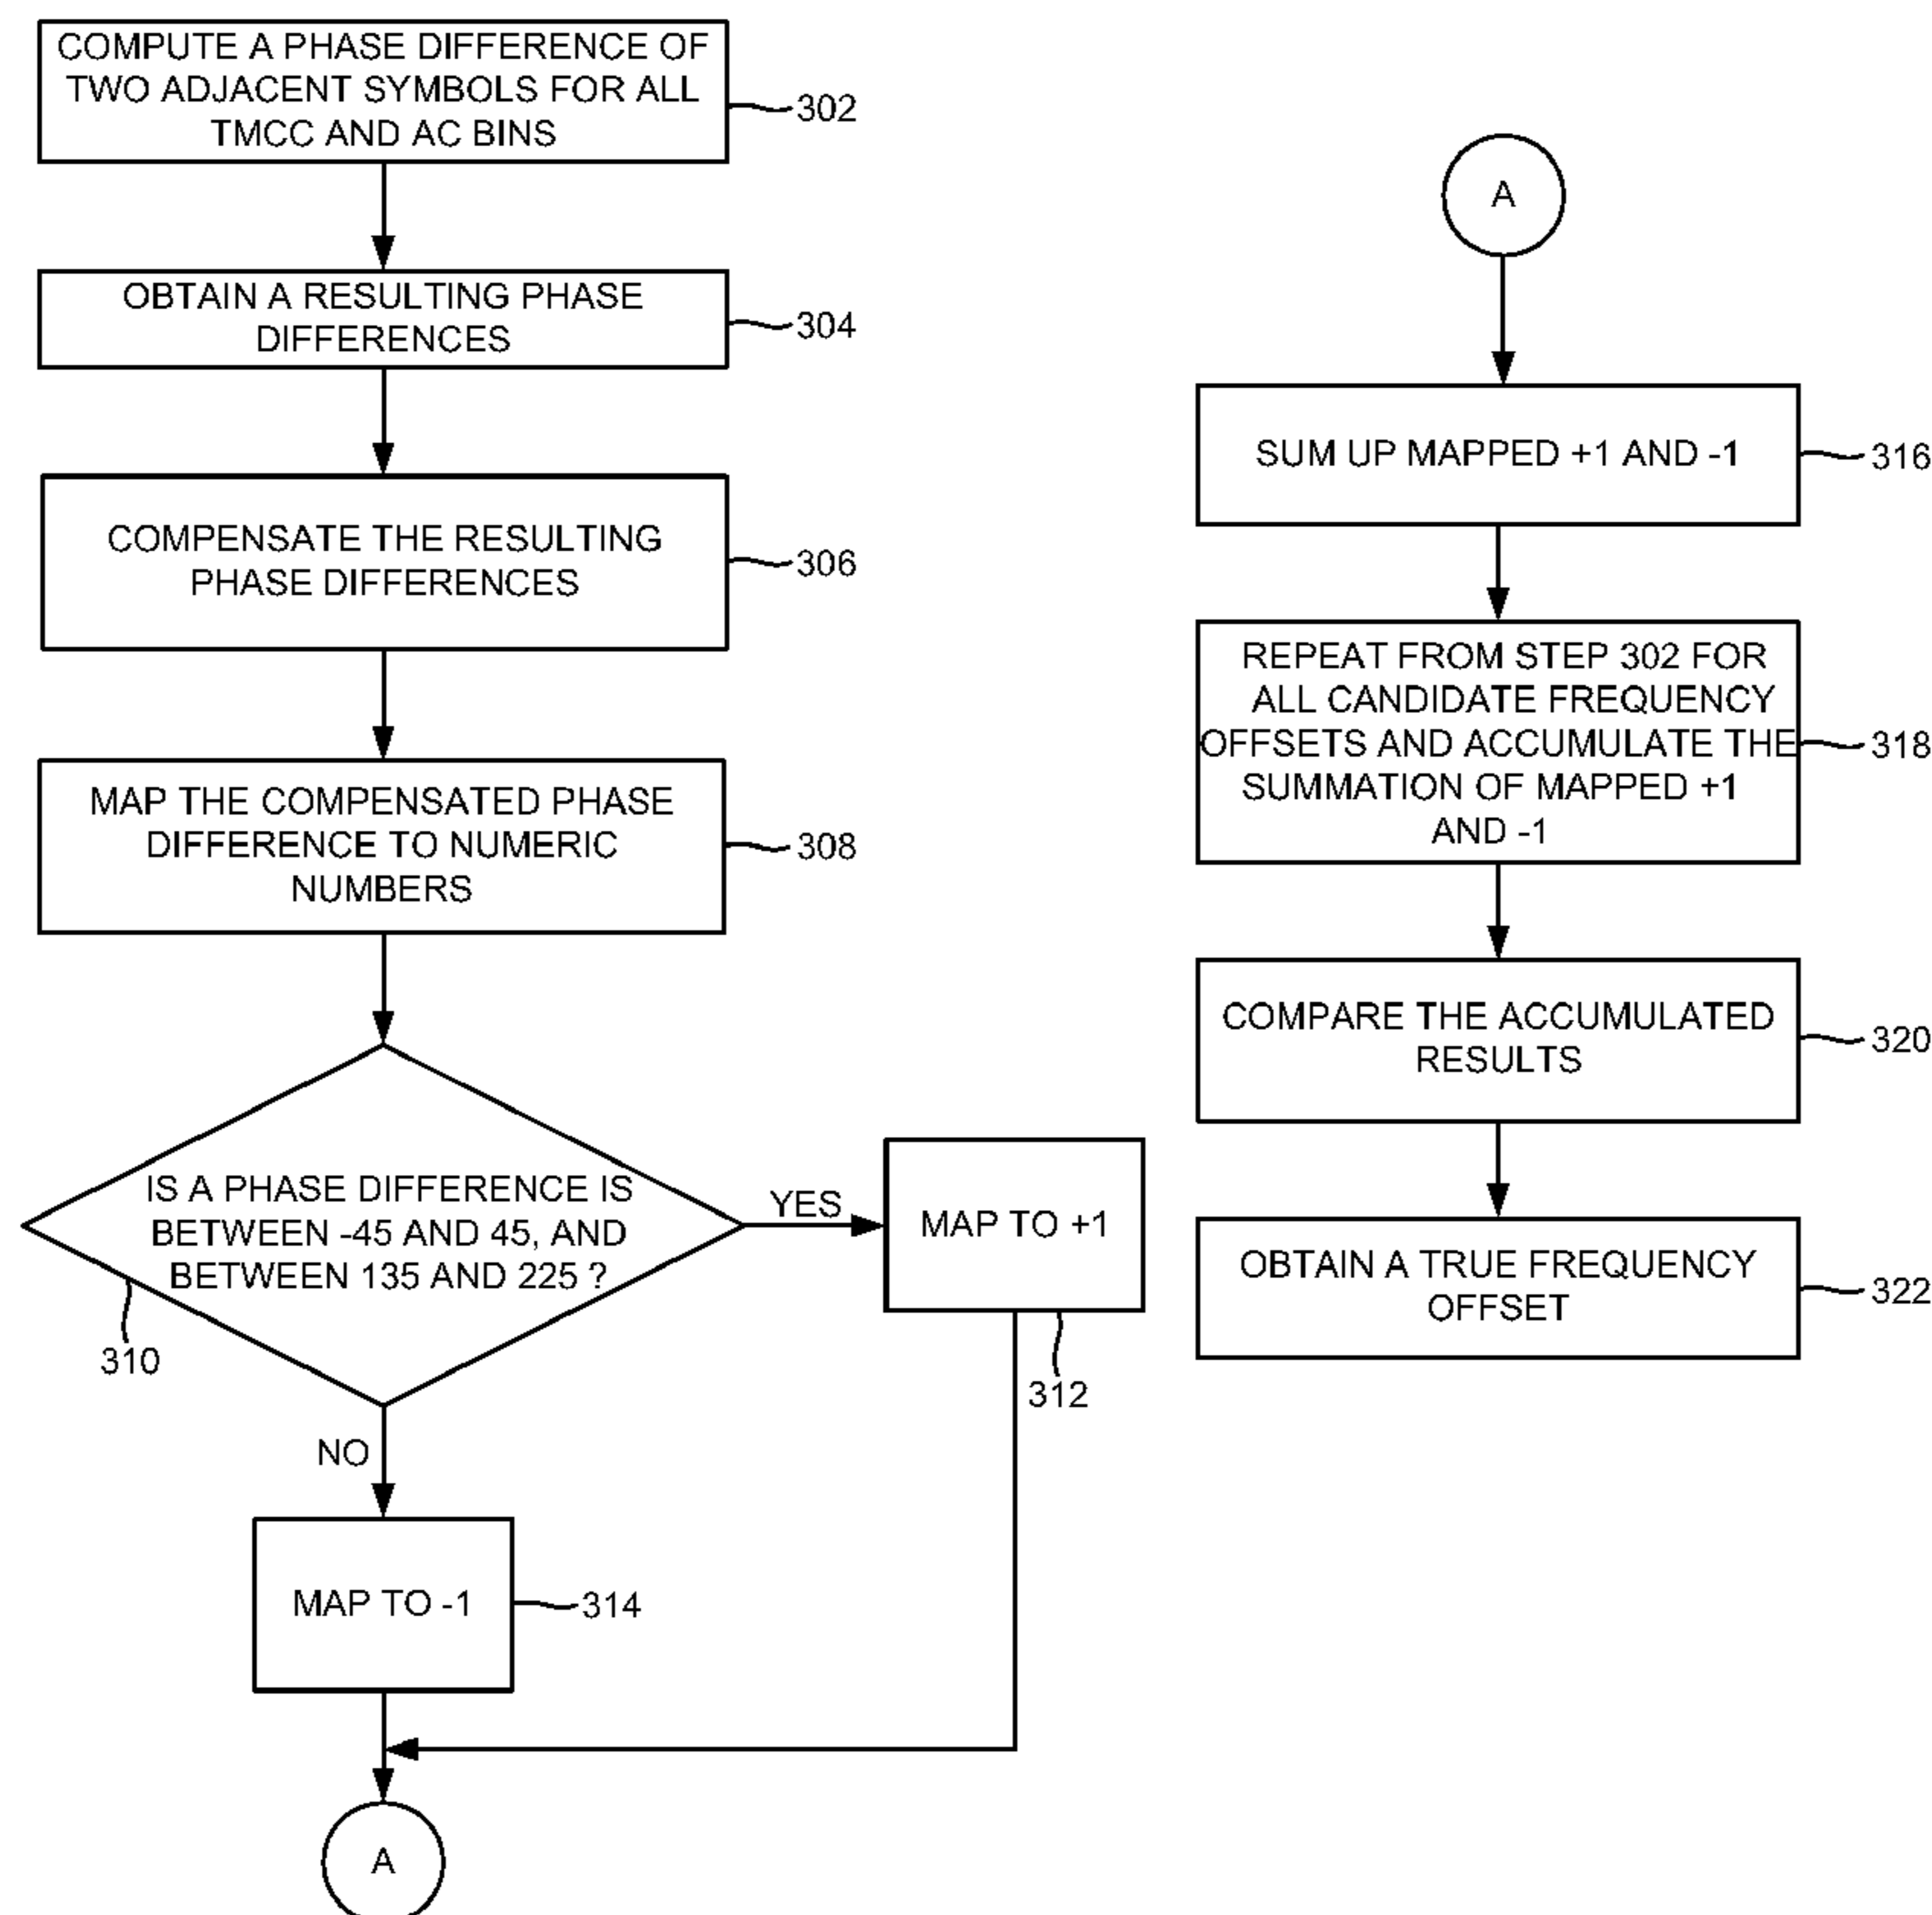 COMPUTE A PHASE DIFFERENCE OF
TWO ADJACENT SYMBOLS FOR ALL
TMCC AND AC BINS
302
OBTAIN A RESULTING PHASE
DIFFERENCES
304
COMPENSATE THE RESULTING
PHASE DIFFERENCES
306
MAP THE COMPENSATED PHASE
DIFFERENCE TO NUMERIC
NUMBERS
308
IS A PHASE DIFFERENCE IS
BETWEEN -45 AND 45, AND
BETWEEN 135 AND 225 ?
310
YES
MAP TO +1
312
NO
MAP TO -1
314
A
A
SUM UP MAPPED +1 AND -1
316
REPEAT FROM STEP 302 FOR
ALL CANDIDATE FREQUENCY
OFFSETS AND ACCUMULATE THE
SUMMATION OF MAPPED +1
AND -1
318
COMPARE THE ACCUMULATED
RESULTS
320
OBTAIN A TRUE FREQUENCY
OFFSET
322